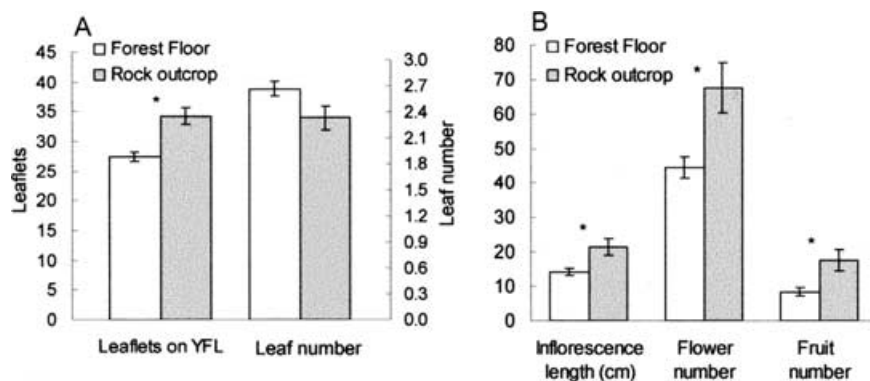 A
Forest Floor
Rock outcrop
*
Leaflets
45
40
35
30
25
20
15
10
5
0
3.0
2.7
2.4
2.1
1.8
1.5
1.2
0.9
0.6
0.3
0.0
Leaf number
Leaflets on YFL
Leaf number
B
Forest Floor
Rock outcrop
80
70
60
50
40
30
20
10
0
*
*
*
Inflorescence
length (cm)
Flower
number
Fruit
number